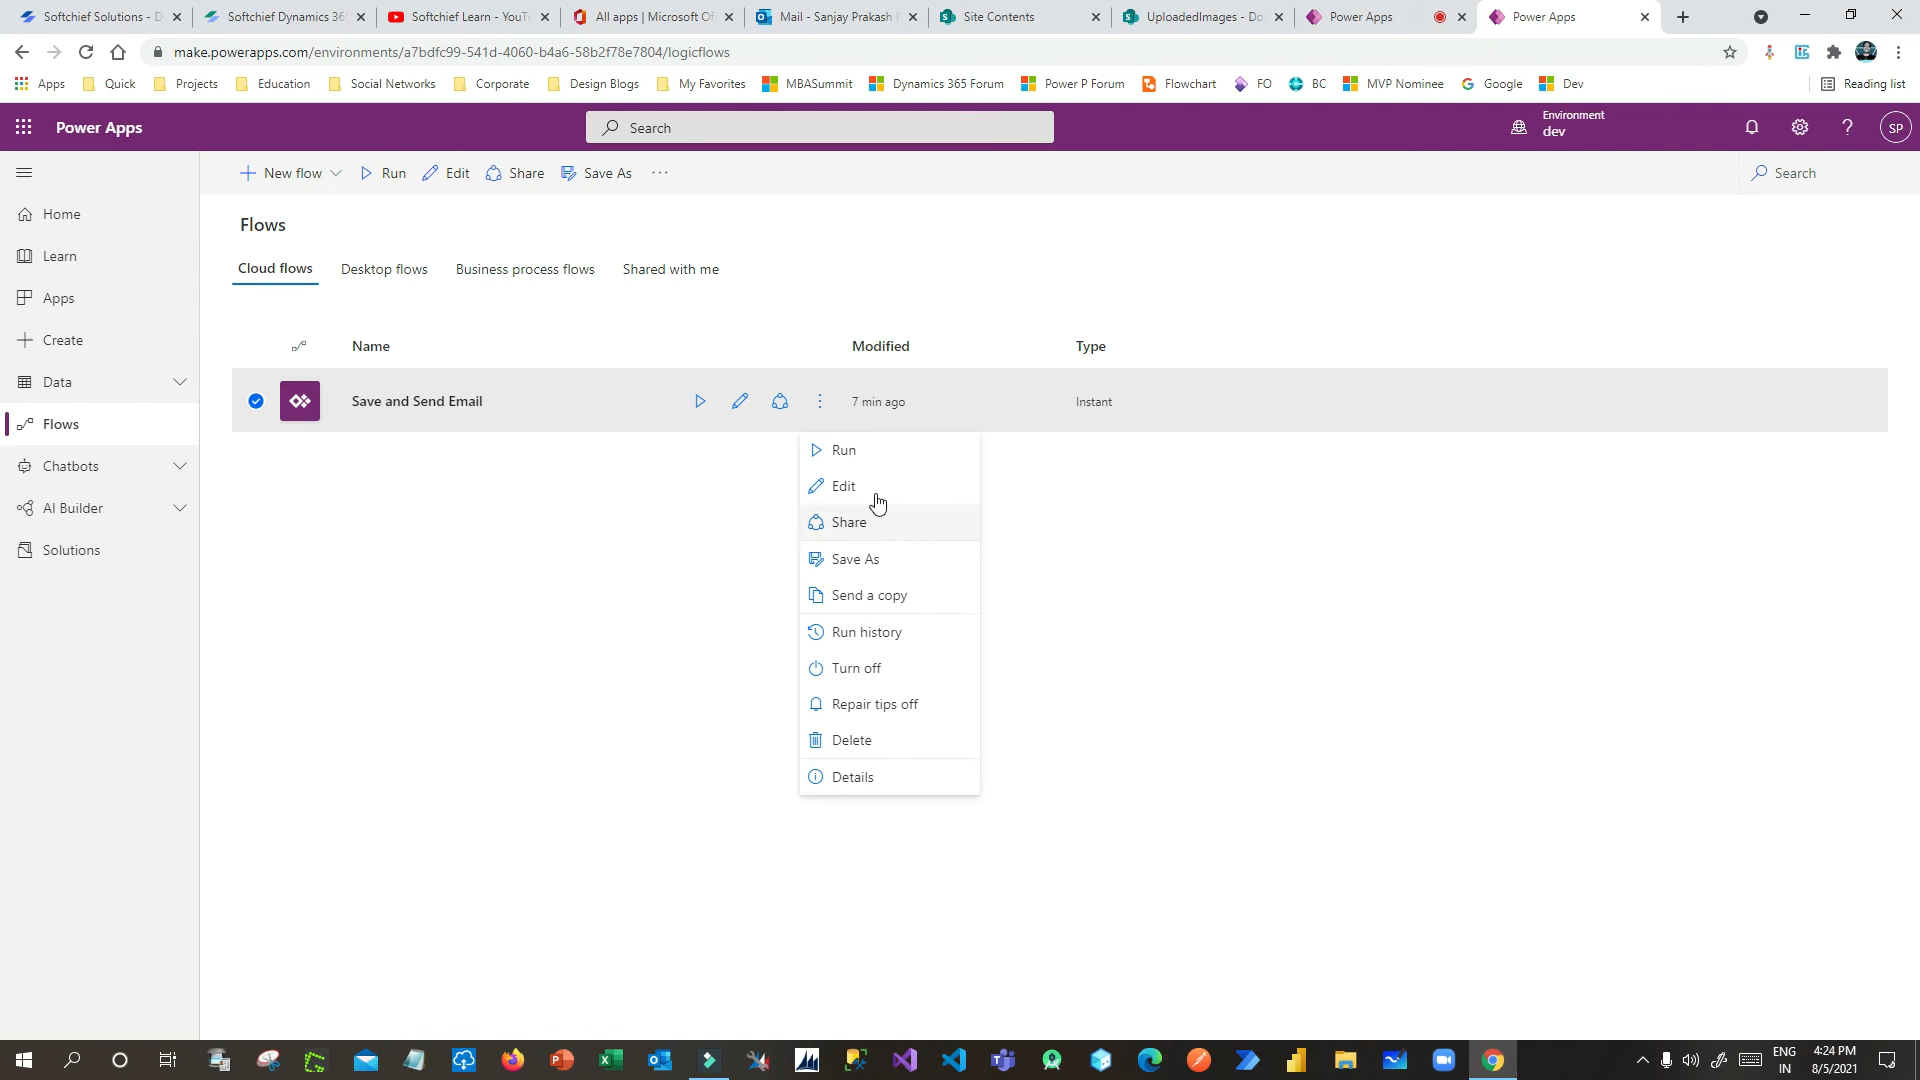 Softchief Solutions - D
Softchief Dynamics 365
Softchief Learn - YouTu
All apps | Microsoft Of
Mail - Sanjay Prakash
Site Contents
UploadedImages - Do
Power Apps
Power Apps
make.powerapps.com/environments/a7bdfc99-541d-4060-b4a6-58b2f78e7804/logicflows
Apps
Quick
Projects
Education
Social Networks
Corporate
Design Blogs
My Favorites
MBASummit
Dynamics 365 Forum
Power P Forum
Flowchart
FO
BC
MVP Nominee
Google
Dev
Reading list
Power Apps
Search
Environment
dev
SP
New flow
Run
Edit
Share
Save As
Search
Home
Learn
Apps
Create
Data
Flows
Chatbots
AI Builder
Solutions
Flows
Cloud flows
Desktop flows
Business process flows
Shared with me
Name
Modified
Type
Save and Send Email
7 min ago
Instant
Run
Edit
Share
Save As
Send a copy
Run history
Turn off
Repair tips off
Delete
Details
ENG
IN
4:24 PM
8/5/2021